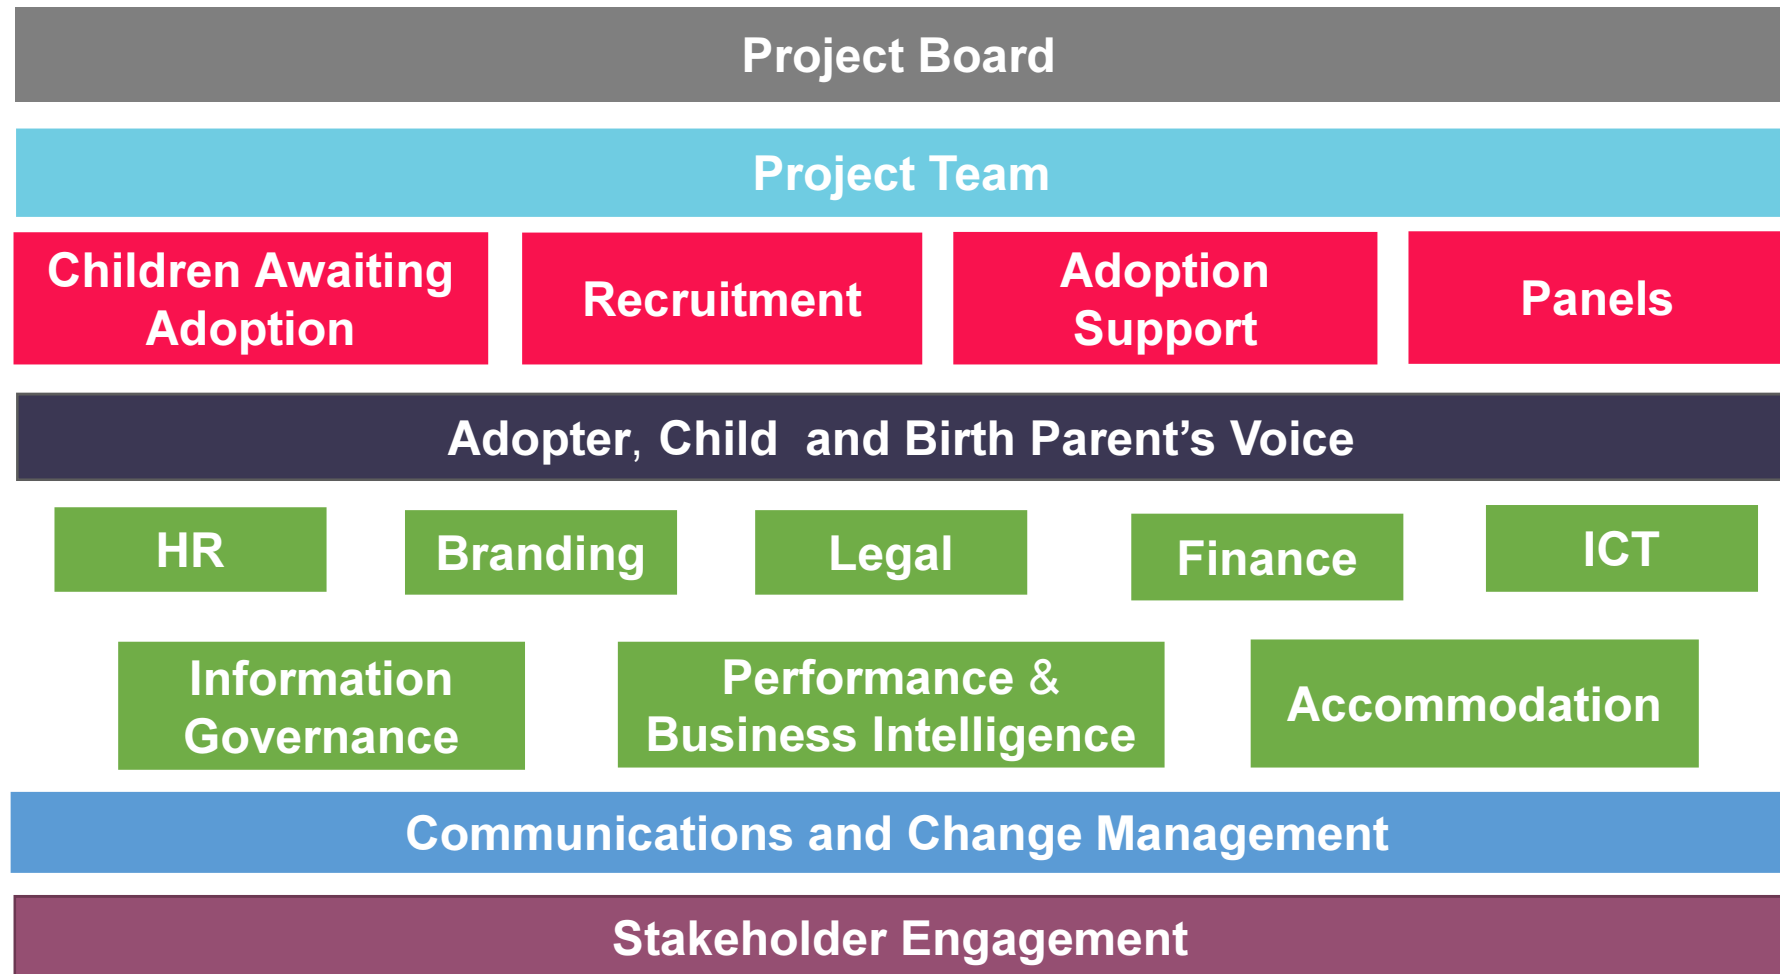 Project Board
Project Team
Children Awaiting
Adoption
Recruitment
Adoption
Support
Panels
Adopter, Child  and Birth Parent’s Voice
HR
Branding
Legal
Finance
ICT
Information
Governance
Performance &
Business Intelligence
Accommodation
Communications and Change Management
Stakeholder Engagement